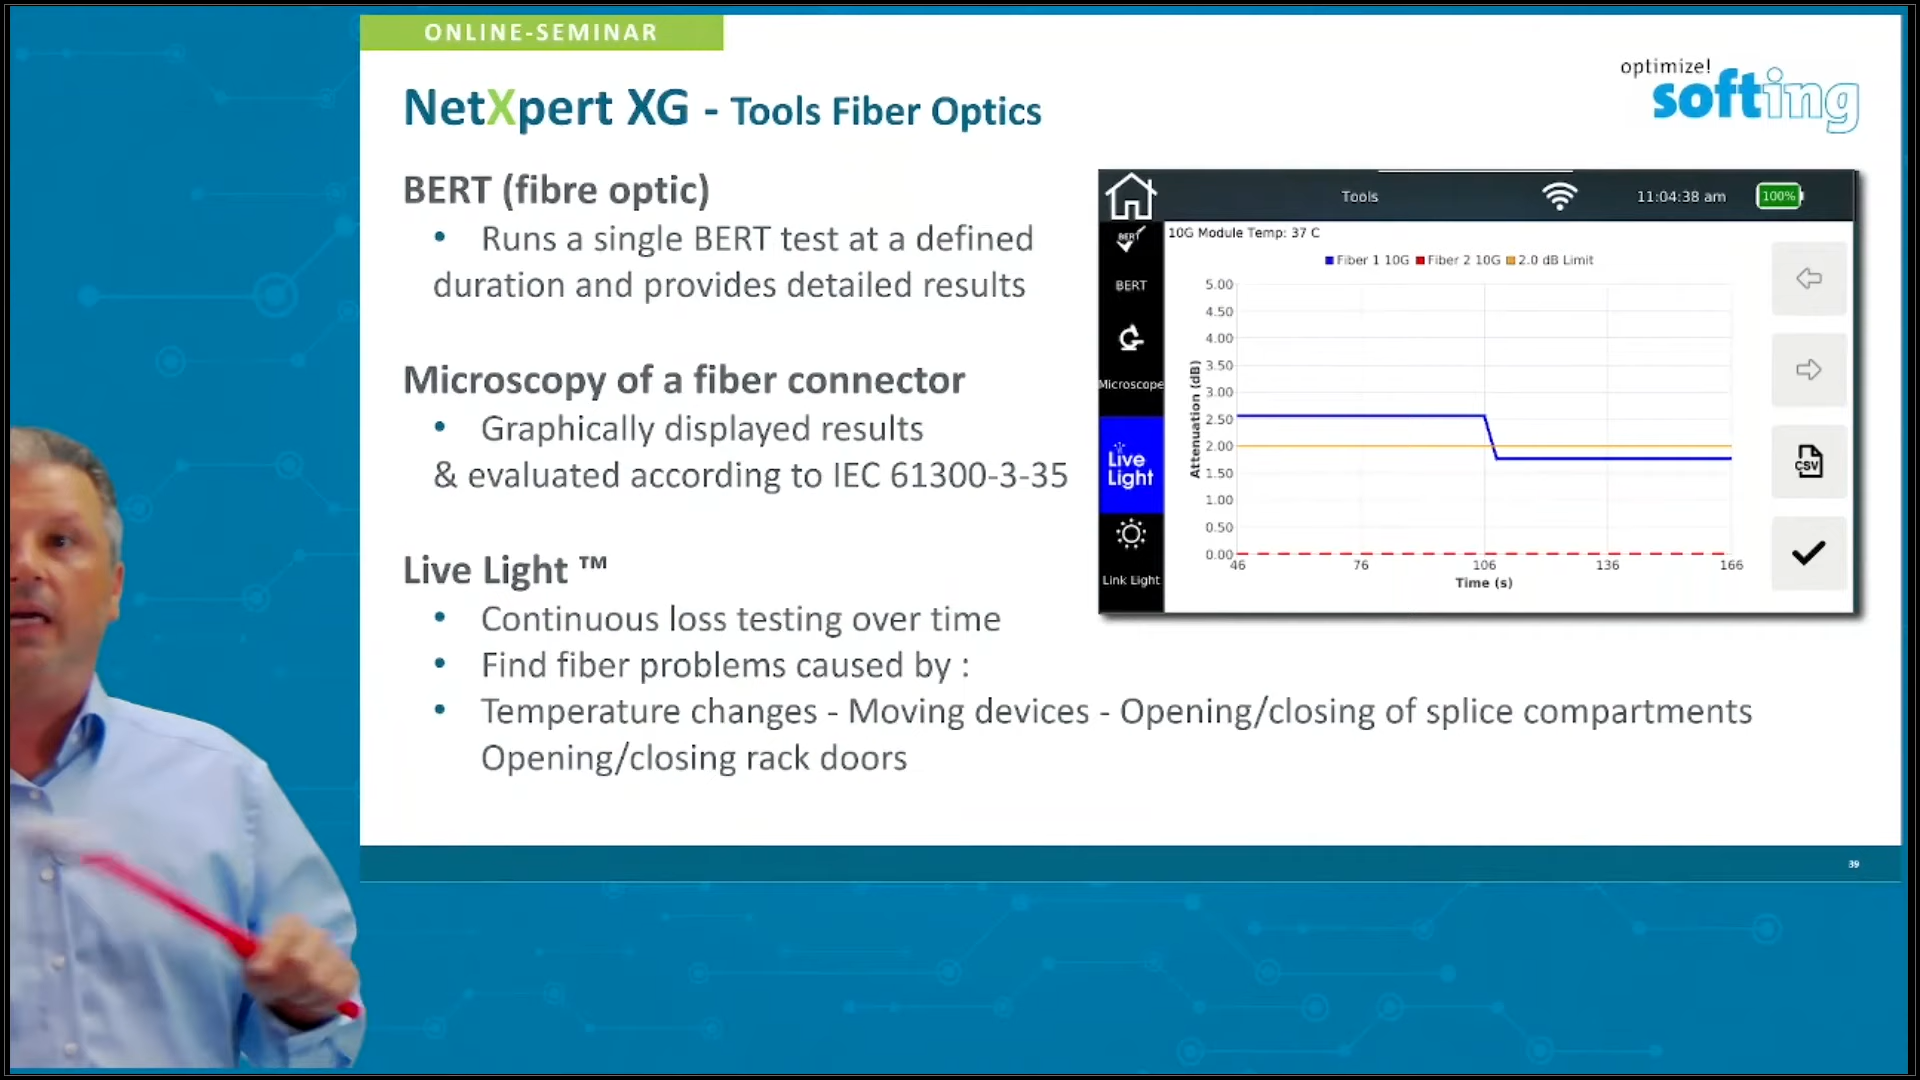 ONLINE-SEMINAR
NetXpert XG - Tools Fiber Optics
optimize!
softing
BERT (fibre optic)
• Runs a single BERT test at a defined
duration and provides detailed results
Microscopy of a fiber connector
• Graphically displayed results
& evaluated according to IEC 61300-3-35
Live Light ™
• Continuous loss testing over time
• Find fiber problems caused by :
• Temperature changes - Moving devices - Opening/closing of splice compartments
Opening/closing rack doors
Tools
11:04:38 am
100%
BERT
BERT
Microscope
Live
Light
Link Light
10G Module Temp: 37 C
Fiber 1 10G Fiber 2 10G 2.0 dB Limit
Attenuation (dB)
5.00
4.50
4.00
3.50
3.00
2.50
2.00
1.50
1.00
0.50
0.00
46 76 106 136 166
Time (s)
CSV
39